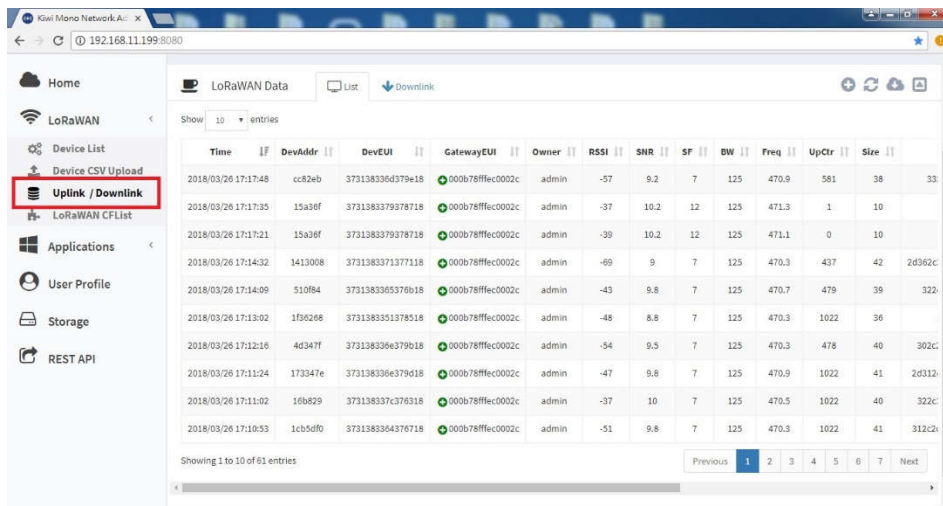 Kiwi Mono Network Ad
192.168.11.199:8080
Home
LoRaWAN
Device List
Device CSV Upload
Uplink / Downlink
LoRaWAN CFList
Applications
User Profile
Storage
REST API
LoRaWAN Data List Downlink
Show 10 entries
Time DevAddr DevEUI GatewayEUI Owner RSSI SNR SF BW Freq UpCtr Size
2018/03/26 17:17:48 cc82eb 373138336d379e18 000b78fffec0002c admin -57 9.2 7 125 470.9 581 38 33
2018/03/26 17:17:35 15a36f 3731383379378718 000b78fffec0002c admin -37 10.2 12 125 471.3 1 10
2018/03/26 17:17:21 15a36f 3731383379378718 000b78fffec0002c admin -39 10.2 12 125 471.1 0 10
2018/03/26 17:14:32 1413008 3731383371377118 000b78fffec0002c admin -69 9 7 125 470.3 437 42 2d362c
2018/03/26 17:14:09 510f84 3731383365376b18 000b78fffec0002c admin -43 9.8 7 125 470.7 479 39 322
2018/03/26 17:13:02 1f36268 3731383351378518 000b78fffec0002c admin -48 8.8 7 125 470.3 1022 36
2018/03/26 17:12:16 4d347f 373138336e379b18 000b78fffec0002c admin -54 9.5 7 125 470.3 478 40 302c
2018/03/26 17:11:24 173347e 373138336e379d18 000b78fffec0002c admin -47 9.8 7 125 470.9 1022 41 2d312
2018/03/26 17:11:02 16b829 373138337c376318 000b78fffec0002c admin -37 10 7 125 470.5 1022 40 322c
2018/03/26 17:10:53 1cb5df0 3731383364376718 000b78fffec0002c admin -51 9.8 7 125 470.3 1022 41 312c2
Showing 1 to 10 of 61 entries
Previous 1 2 3 4 5 6 7 Next